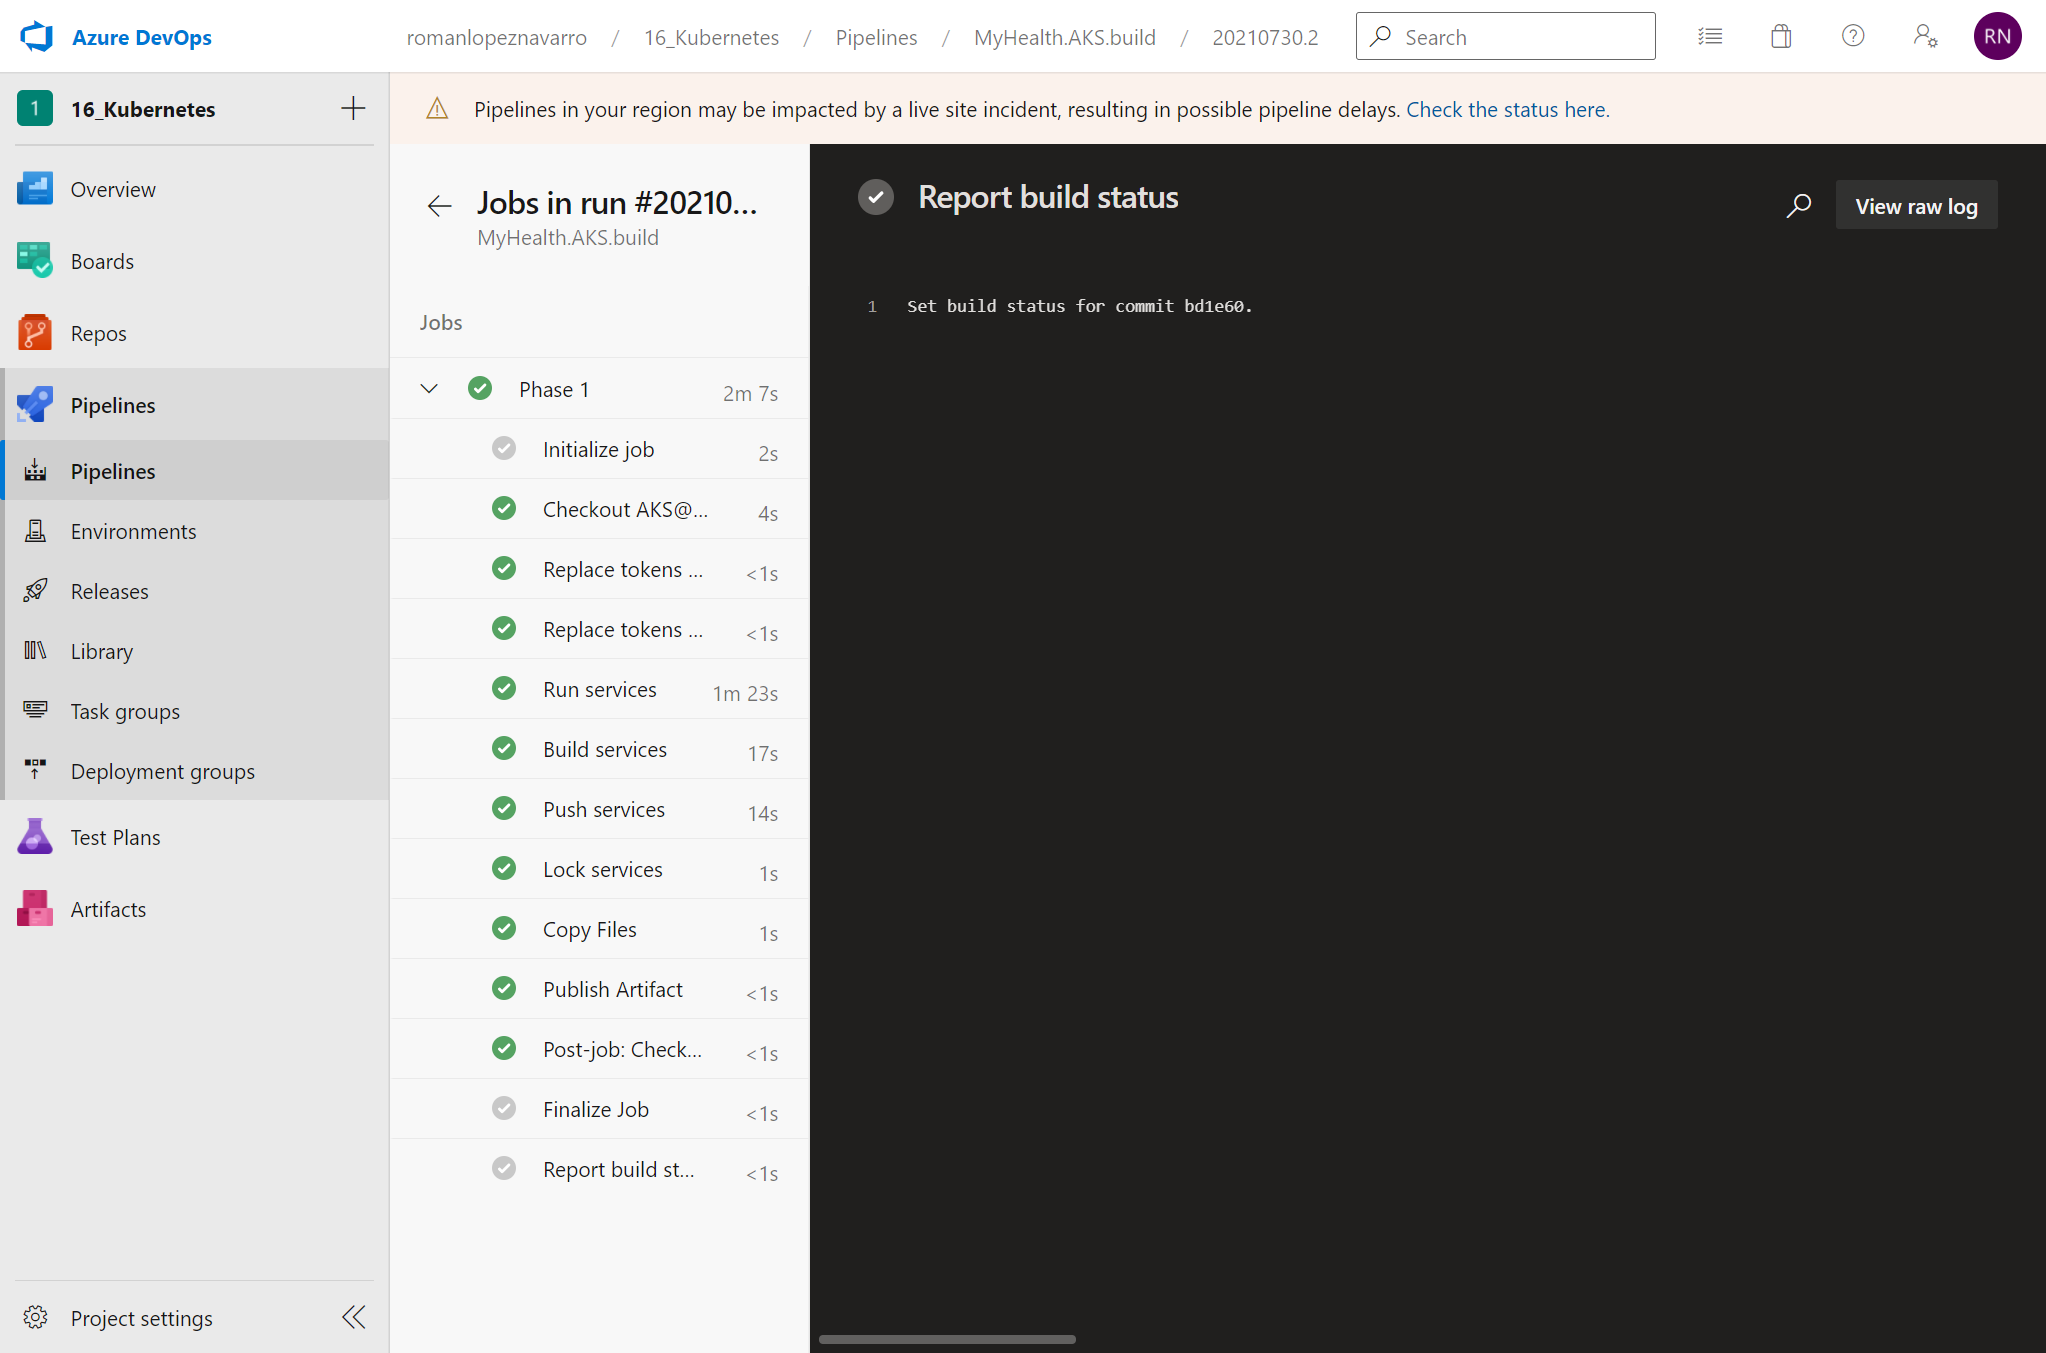 Azure DevOps
romanlopeznavarro / 16_Kubernetes / Pipelines / MyHealth.AKS.build / 20210730.2
Search
RN
1 16_Kubernetes
Pipelines in your region may be impacted by a live site incident, resulting in possible pipeline delays. Check the status here.
Overview
Boards
Repos
Pipelines
Pipelines
Environments
Releases
Library
Task groups
Deployment groups
Test Plans
Artifacts
Project settings
Jobs in run #20210...
MyHealth.AKS.build
Jobs
Phase 1 2m 7s
Initialize job 2s
Checkout AKS@... 4s
Replace tokens ... <1s
Replace tokens ... <1s
Run services 1m 23s
Build services 17s
Push services 14s
Lock services 1s
Copy Files 1s
Publish Artifact <1s
Post-job: Check... <1s
Finalize Job <1s
Report build st... <1s
Report build status
View raw log
1 Set build status for commit bd1e60.